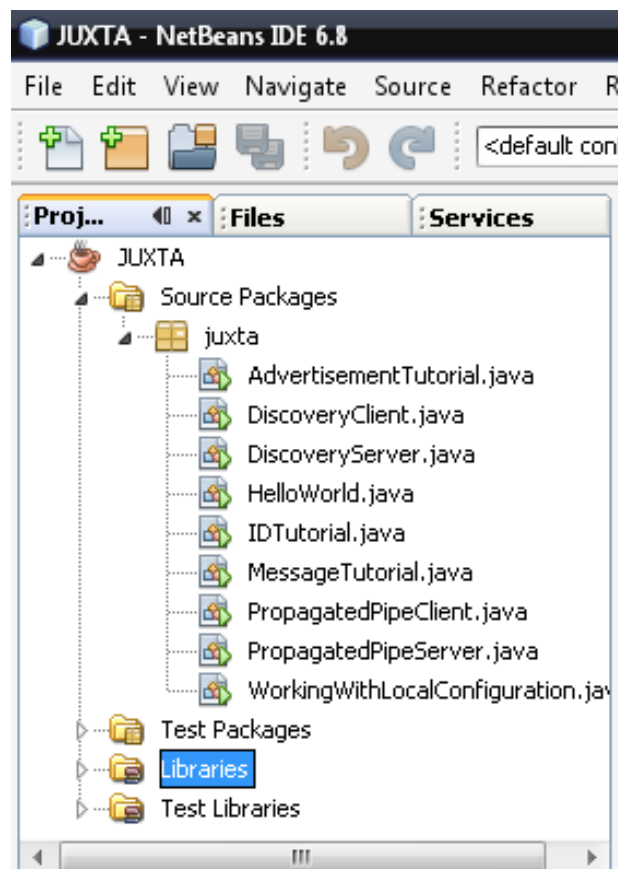 JUXTA - NetBeans IDE 6.8
File Edit View Navigate Source Refactor R
<default con
Proj... Files Services
JUXTA
Source Packages
juxta
AdvertisementTutorial.java
DiscoveryClient.java
DiscoveryServer.java
HelloWorld.java
IDTutorial.java
MessageTutorial.java
PropagatedPipeClient.java
PropagatedPipeServer.java
WorkingWithLocalConfiguration.jav
Test Packages
Libraries
Test Libraries